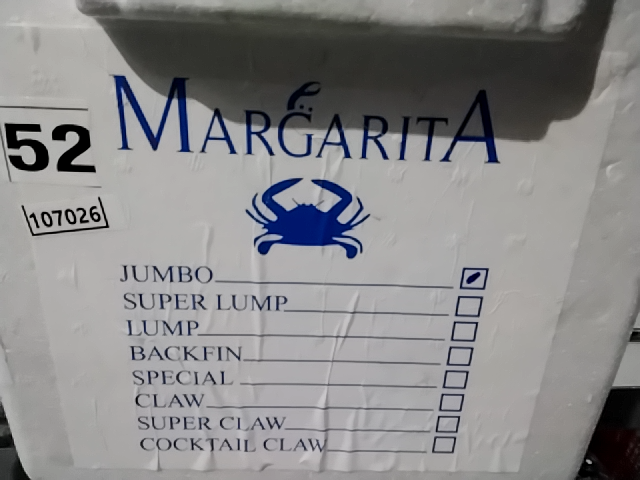 MARGARITA
52
107026
JUMBO
SUPER LUMP
LUMP
BACKFIN
SPECIAL
CLAW
SUPER CLAW
COCKTAIL CLAW